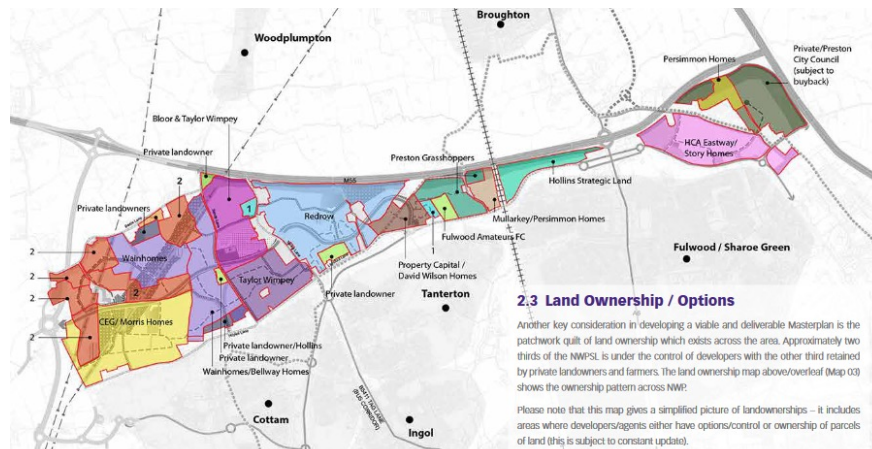 Broughton
Woodplumpton
Persimmon Homes
Private/Preston
City Council
(subject to
buyback)
Bloor & Taylor Wimpey
HCA Eastway/
Story Homes
Private landowner
Preston Grasshoppers
M55
Hollins Strategic Land
2
Private landowners
1
Redrow
Mullarkey/Persimmon Homes
Fulwood Amateurs FC
2
Wainhomes
Fulwood / Sharoe Green
Property Capital /
David Wilson Homes
2
Taylor Wimpey
2
2
Private landowner
Tanterton
CEG/ Morris Homes
2
Private landowner/Hollins
Private landowner
Wainhomes/Bellway Homes
Cottam
Ingol
B5411 TAG LANE
(BUS CORRIDOR)
2.3 Land Ownership / Options
Another key consideration in developing a viable and deliverable Masterplan is the
patchwork quilt of land ownership which exists across the area. Approximately two
thirds of the NWPSL is under the control of developers with the other third retained
by private landowners and farmers. The land ownership map above/overleaf (Map 03)
shows the ownership pattern across NWP.
Please note that this map gives a simplified picture of landownerships – it includes
areas where developers/agents either have options/control or ownership of parcels
of land (this is subject to constant update).